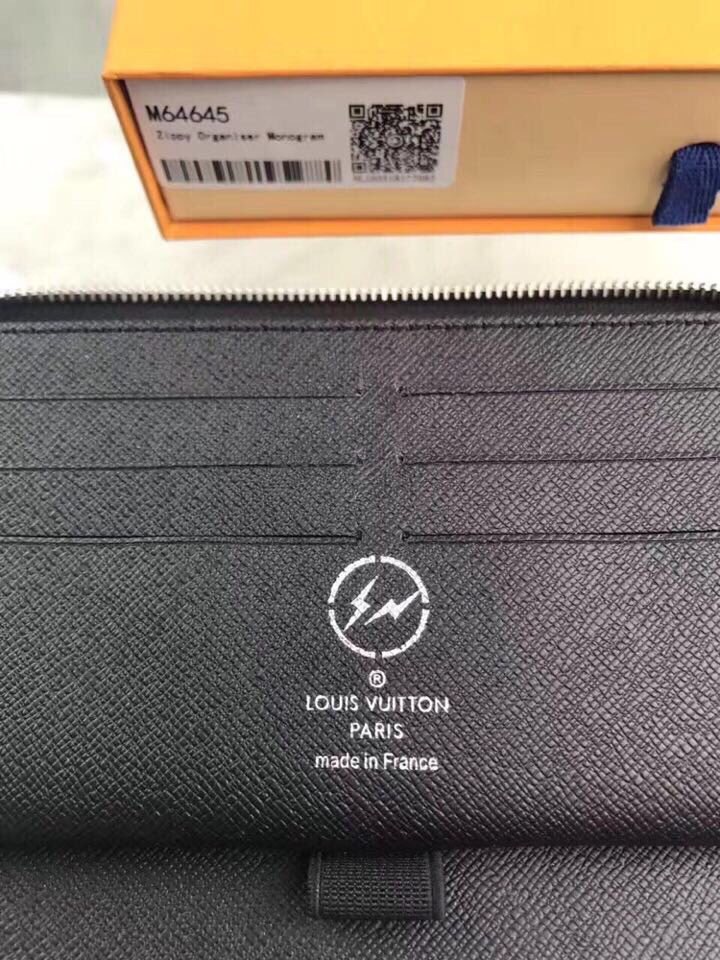 M64645
Zippy Organiser Monogram
®
LOUIS VUITTON
PARIS
made in France